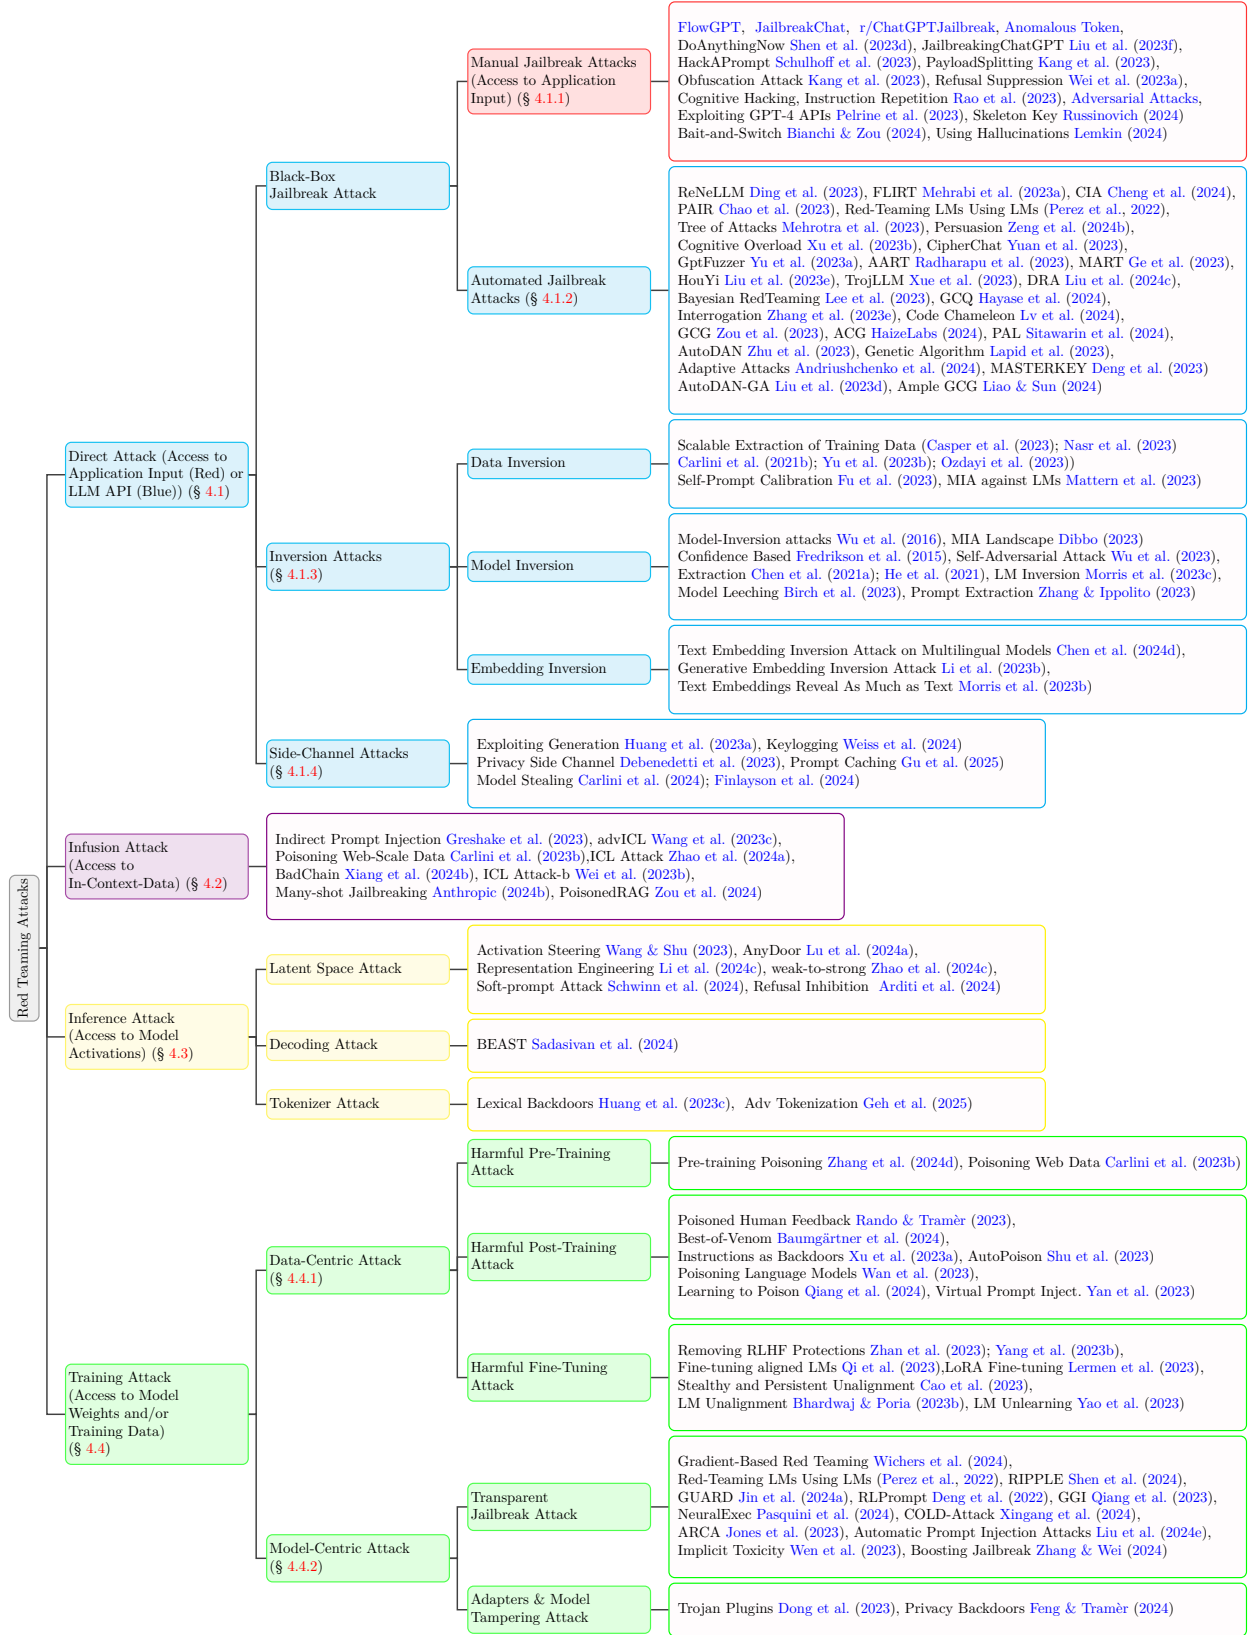 Red Teaming Attacks
Direct Attack (Access to
Application Input (Red) or
LLM API (Blue)) (§ 4.1)
Black-Box
Jailbreak Attack
Manual Jailbreak Attacks
(Access to Application
Input) (§ 4.1.1)
FlowGPT, JailbreakChat, r/ChatGPTJailbreak, Anomalous Token,
DoAnythingNow Shen et al. (2023d), JailbreakingChatGPT Liu et al. (2023f),
HackAPrompt Schulhoff et al. (2023), PayloadSplitting Kang et al. (2023),
Obfuscation Attack Kang et al. (2023), Refusal Suppression Wei et al. (2023a),
Cognitive Hacking, Instruction Repetition Rao et al. (2023), Adversarial Attacks,
Exploiting GPT-4 APIs Pelrine et al. (2023), Skeleton Key Russinovich (2024)
Bait-and-Switch Bianchi & Zou (2024), Using Hallucinations Lemkin (2024)
Automated Jailbreak
Attacks (§ 4.1.2)
ReNeLLM Ding et al. (2023), FLIRT Mehrabi et al. (2023a), CIA Cheng et al. (2024),
PAIR Chao et al. (2023), Red-Teaming LMs Using LMs (Perez et al., 2022),
Tree of Attacks Mehrotra et al. (2023), Persuasion Zeng et al. (2024b),
Cognitive Overload Xu et al. (2023b), CipherChat Yuan et al. (2023),
GptFuzzer Yu et al. (2023a), AART Radharapu et al. (2023), MART Ge et al. (2023),
HouYi Liu et al. (2023e), TrojLLM Xue et al. (2023), DRA Liu et al. (2024c),
Bayesian RedTeaming Lee et al. (2023), GCQ Hayase et al. (2024),
Interrogation Zhang et al. (2023e), Code Chameleon Lv et al. (2024),
GCG Zou et al. (2023), ACG HaizeLabs (2024), PAL Sitawarin et al. (2024),
AutoDAN Zhu et al. (2023), Genetic Algorithm Lapid et al. (2023),
Adaptive Attacks Andriushchenko et al. (2024), MASTERKEY Deng et al. (2023)
AutoDAN-GA Liu et al. (2023d), Ample GCG Liao & Sun (2024)
Inversion Attacks
(§ 4.1.3)
Data Inversion
Scalable Extraction of Training Data (Casper et al. (2023); Nasr et al. (2023)
Carlini et al. (2021b); Yu et al. (2023b); Ozdayi et al. (2023))
Self-Prompt Calibration Fu et al. (2023), MIA against LMs Mattern et al. (2023)
Model Inversion
Model-Inversion attacks Wu et al. (2016), MIA Landscape Dibbo (2023)
Confidence Based Fredrikson et al. (2015), Self-Adversarial Attack Wu et al. (2023),
Extraction Chen et al. (2021a); He et al. (2021), LM Inversion Morris et al. (2023c),
Model Leeching Birch et al. (2023), Prompt Extraction Zhang & Ippolito (2023)
Embedding Inversion
Text Embedding Inversion Attack on Multilingual Models Chen et al. (2024d),
Generative Embedding Inversion Attack Li et al. (2023b),
Text Embeddings Reveal As Much as Text Morris et al. (2023b)
Side-Channel Attacks
(§ 4.1.4)
Exploiting Generation Huang et al. (2023a), Keylogging Weiss et al. (2024)
Privacy Side Channel Debenedetti et al. (2023), Prompt Caching Gu et al. (2025)
Model Stealing Carlini et al. (2024); Finlayson et al. (2024)
Infusion Attack
(Access to
In-Context-Data) (§ 4.2)
Indirect Prompt Injection Greshake et al. (2023), advICL Wang et al. (2023c),
Poisoning Web-Scale Data Carlini et al. (2023b),ICL Attack Zhao et al. (2024a),
BadChain Xiang et al. (2024b), ICL Attack-b Wei et al. (2023b),
Many-shot Jailbreaking Anthropic (2024b), PoisonedRAG Zou et al. (2024)
Inference Attack
(Access to Model
Activations) (§ 4.3)
Latent Space Attack
Activation Steering Wang & Shu (2023), AnyDoor Lu et al. (2024a),
Representation Engineering Li et al. (2024c), weak-to-strong Zhao et al. (2024c),
Soft-prompt Attack Schwinn et al. (2024), Refusal Inhibition Arditi et al. (2024)
Decoding Attack
BEAST Sadasivan et al. (2024)
Tokenizer Attack
Lexical Backdoors Huang et al. (2023c), Adv Tokenization Geh et al. (2025)
Training Attack
(Access to Model
Weights and/or
Training Data)
(§ 4.4)
Data-Centric Attack
(§ 4.4.1)
Harmful Pre-Training
Attack
Pre-training Poisoning Zhang et al. (2024d), Poisoning Web Data Carlini et al. (2023b)
Harmful Post-Training
Attack
Poisoned Human Feedback Rando & Tramèr (2023),
Best-of-Venom Baumgärtner et al. (2024),
Instructions as Backdoors Xu et al. (2023a), AutoPoison Shu et al. (2023)
Poisoning Language Models Wan et al. (2023),
Learning to Poison Qiang et al. (2024), Virtual Prompt Inject. Yan et al. (2023)
Harmful Fine-Tuning
Attack
Removing RLHF Protections Zhan et al. (2023); Yang et al. (2023b),
Fine-tuning aligned LMs Qi et al. (2023),LoRA Fine-tuning Lermen et al. (2023),
Stealthy and Persistent Unalignment Cao et al. (2023),
LM Unalignment Bhardwaj & Poria (2023b), LM Unlearning Yao et al. (2023)
Model-Centric Attack
(§ 4.4.2)
Transparent
Jailbreak Attack
Gradient-Based Red Teaming Wichers et al. (2024),
Red-Teaming LMs Using LMs (Perez et al., 2022), RIPPLE Shen et al. (2024),
GUARD Jin et al. (2024a), RLPrompt Deng et al. (2022), GGI Qiang et al. (2023),
NeuralExec Pasquini et al. (2024), COLD-Attack Xingang et al. (2024),
ARCA Jones et al. (2023), Automatic Prompt Injection Attacks Liu et al. (2024e),
Implicit Toxicity Wen et al. (2023), Boosting Jailbreak Zhang & Wei (2024)
Adapters & Model
Tampering Attack
Trojan Plugins Dong et al. (2023), Privacy Backdoors Feng & Tramèr (2024)